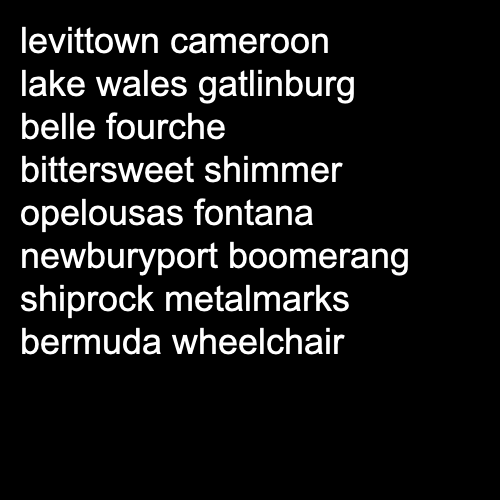 levittown cameroon
lake wales gatlinburg
belle fourche
bittersweet shimmer
opelousas fontana
newburyport boomerang
shiprock metalmarks
bermuda wheelchair